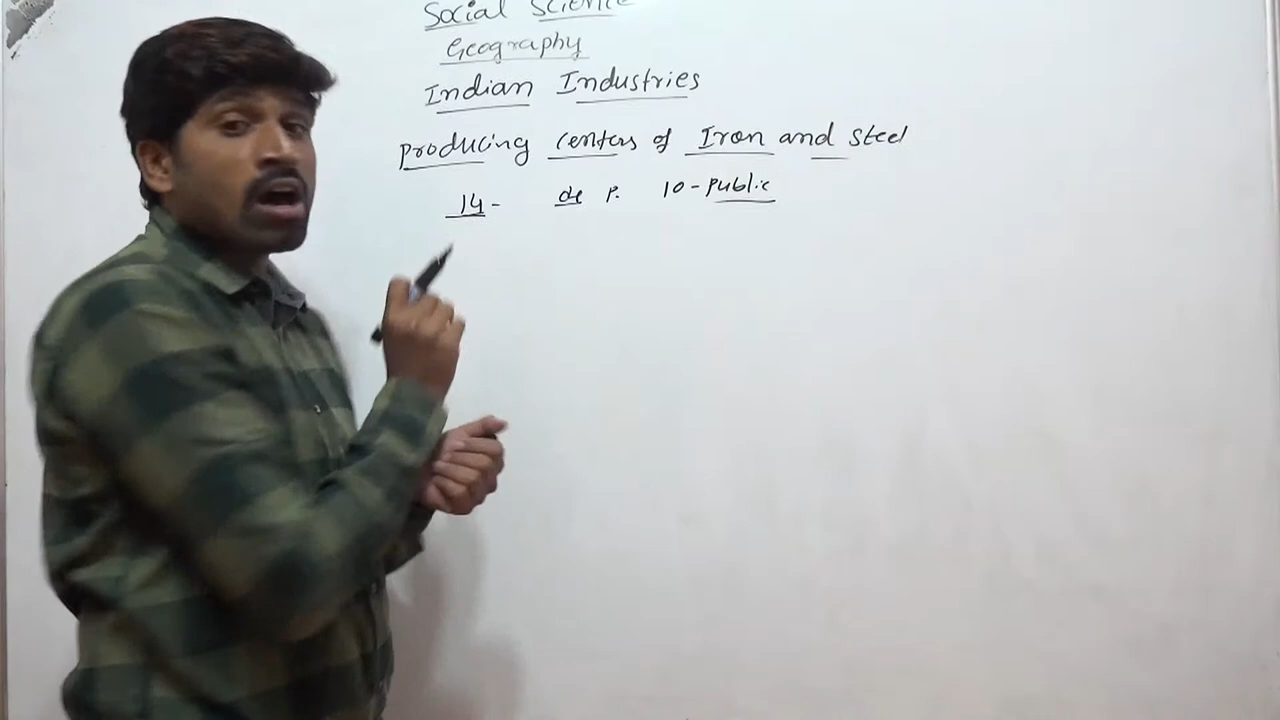 Social Science
Geography
Indian Industries
Producing centers of Iron and Steel
14 - de P. 10 - Public